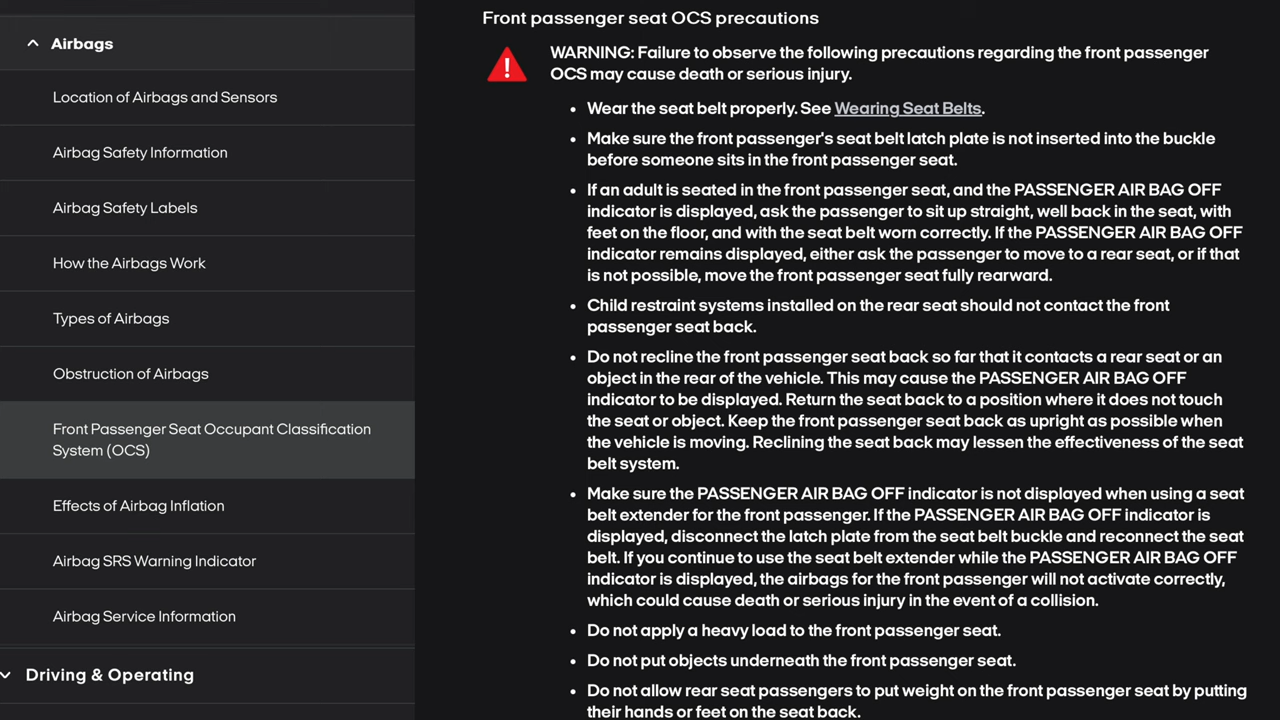 Airbags
Location of Airbags and Sensors
Airbag Safety Information
Airbag Safety Labels
How the Airbags Work
Types of Airbags
Obstruction of Airbags
Front Passenger Seat Occupant Classification
System (OCS)
Effects of Airbag Inflation
Airbag SRS Warning Indicator
Airbag Service Information
Driving & Operating
Front passenger seat OCS precautions
WARNING: Failure to observe the following precautions regarding the front passenger
OCS may cause death or serious injury.
• Wear the seat belt properly. See Wearing Seat Belts.
• Make sure the front passenger's seat belt latch plate is not inserted into the buckle
before someone sits in the front passenger seat.
• If an adult is seated in the front passenger seat, and the PASSENGER AIR BAG OFF
indicator is displayed, ask the passenger to sit up straight, well back in the seat, with
feet on the floor, and with the seat belt worn correctly. If the PASSENGER AIR BAG OFF
indicator remains displayed, either ask the passenger to move to a rear seat, or if that
is not possible, move the front passenger seat fully rearward.
• Child restraint systems installed on the rear seat should not contact the front
passenger seat back.
• Do not recline the front passenger seat back so far that it contacts a rear seat or an
object in the rear of the vehicle. This may cause the PASSENGER AIR BAG OFF
indicator to be displayed. Return the seat back to a position where it does not touch
the seat or object. Keep the front passenger seat back as upright as possible when
the vehicle is moving. Reclining the seat back may lessen the effectiveness of the seat
belt system.
• Make sure the PASSENGER AIR BAG OFF indicator is not displayed when using a seat
belt extender for the front passenger. If the PASSENGER AIR BAG OFF indicator is
displayed, disconnect the latch plate from the seat belt buckle and reconnect the seat
belt. If you continue to use the seat belt extender while the PASSENGER AIR BAG OFF
indicator is displayed, the airbags for the front passenger will not activate correctly,
which could cause death or serious injury in the event of a collision.
• Do not apply a heavy load to the front passenger seat.
• Do not put objects underneath the front passenger seat.
• Do not allow rear seat passengers to put weight on the front passenger seat by putting
their hands or feet on the seat back.